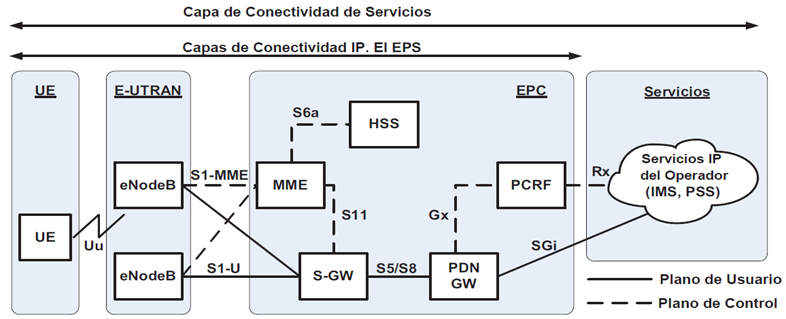 Capa de Conectividad de Servicios
Capas de Conectividad IP. El EPS
UE
E-UTRAN
EPC
Servicios
S6a
HSS
eNodeB
S1-MME
MME
PCRF
Rx
Servicios IP
del Operador
(IMS, PSS)
UE
Uu
S11
Gx
SGi
eNodeB
S1-U
S-GW
S5/S8
PDN
GW
Plano de Usuario
Plano de Control